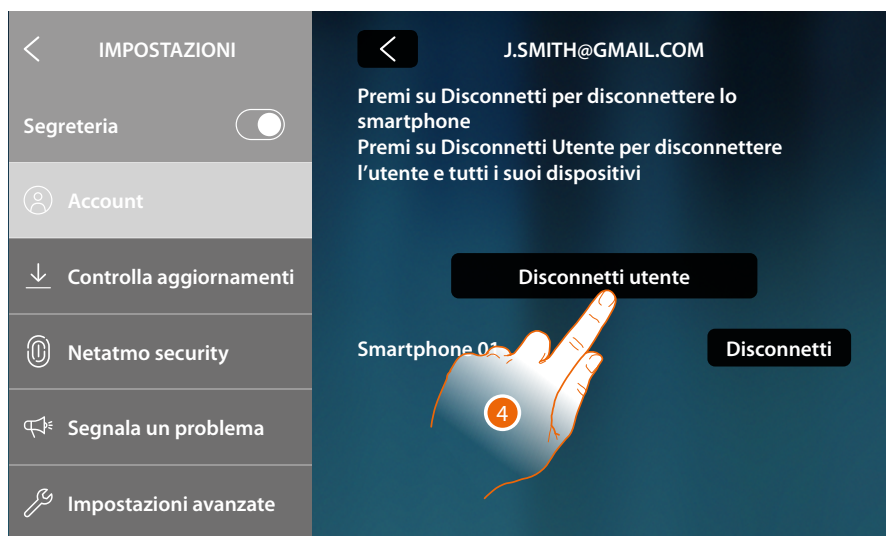 IMPOSTAZIONI
Segreteria
Account
Controlla aggiornamenti
Netatmo security
Segnala un problema
Impostazioni avanzate
J.SMITH@GMAIL.COM
Premi su Disconnetti per disconnettere lo
smartphone
Premi su Disconnetti Utente per disconnettere
l’utente e tutti i suoi dispositivi
Disconnetti utente
Smartphone 01
Disconnetti
4